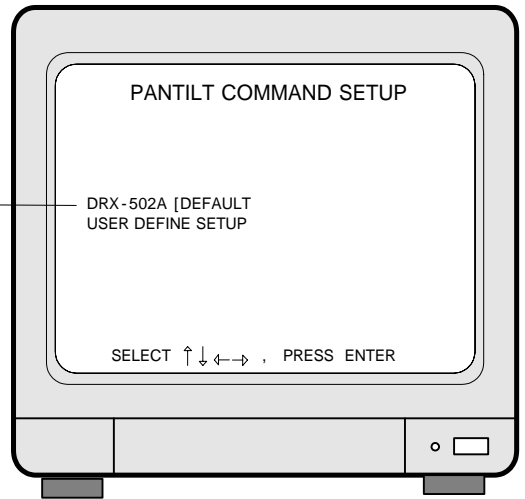 PANTILT COMMAND SETUP
DRX-502A [DEFAULT
USER DEFINE SETUP
SELECT ↑↓←→ , PRESS ENTER